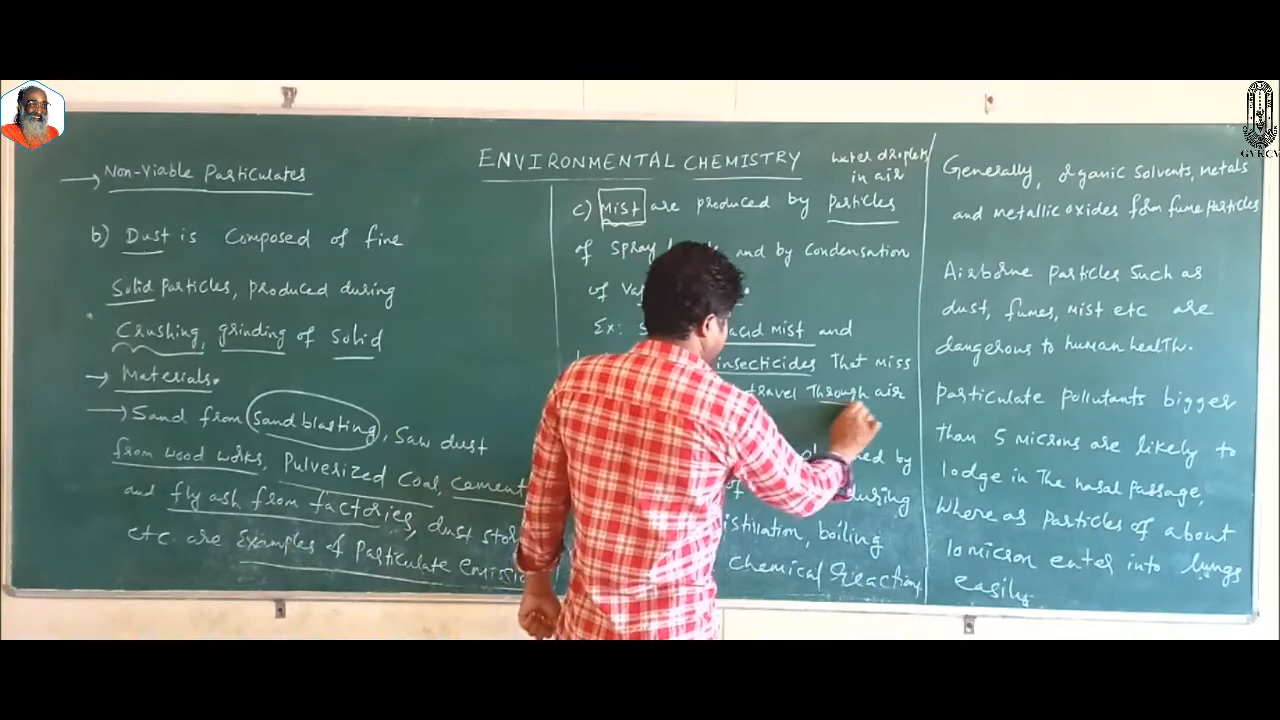 ENVIRONMENTAL CHEMISTRY
→ Non-Viable Particulates
b) Dust is Composed of fine
Solid Particles, produced during
Crushing, grinding of Solid
→ Materials.
→ Sand from Sand blasting, Saw dust
from wood works, Pulverized Coal, cement
and fly ash from factories, dust
etc. are Examples of Particulate
water droplets
in air
c) Mist are produced by Particles
of Spray and by Condensation
of
Ex: acid mist and
insecticides That miss
travel Through air
by
of during
boiling
Chemical Reaction
Generally, organic solvents, metals
and metallic oxides form fume Particles
Airborne particles such as
dust, fumes, mist etc are
dangerous to human health.
particulate pollutants bigger
than 5 microns are likely to
lodge in The nasal passage,
Where as Particles of about
10 micron enter into lungs
easily.
GVRCV